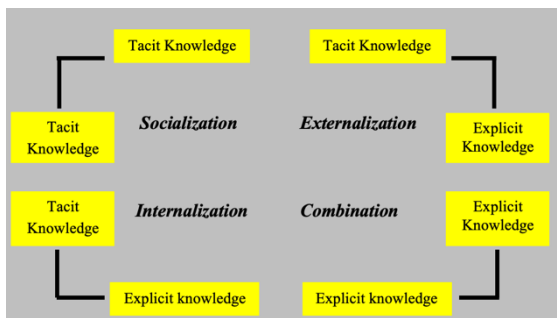 Tacit Knowledge
Tacit Knowledge
Tacit
Knowledge
Socialization
Externalization
Explicit
Knowledge
Tacit
Knowledge
Internalization
Combination
Explicit
Knowledge
Explicit knowledge
Explicit knowledge